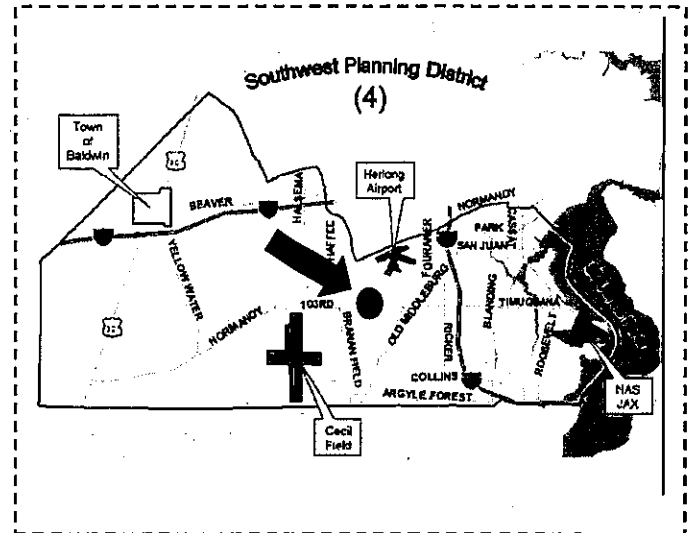 Southwest Planning District
(4)
Town
of
Baldwin
Herlong
Airport
BEAVER
HALSEMA
NORMANDY
CHAFFEE
FOURAKER
PARK
CASSAT
SAN JUAN
YELLOW WATER
NORMANDY
103RD
BRANAN FIELD
OLD MIDDLEBURG
RICKER
BLANDING
TIMUQUANA
ROOSEVELT
COLLINS
ARGYLE FOREST
NAS
JAX
Cecil
Field